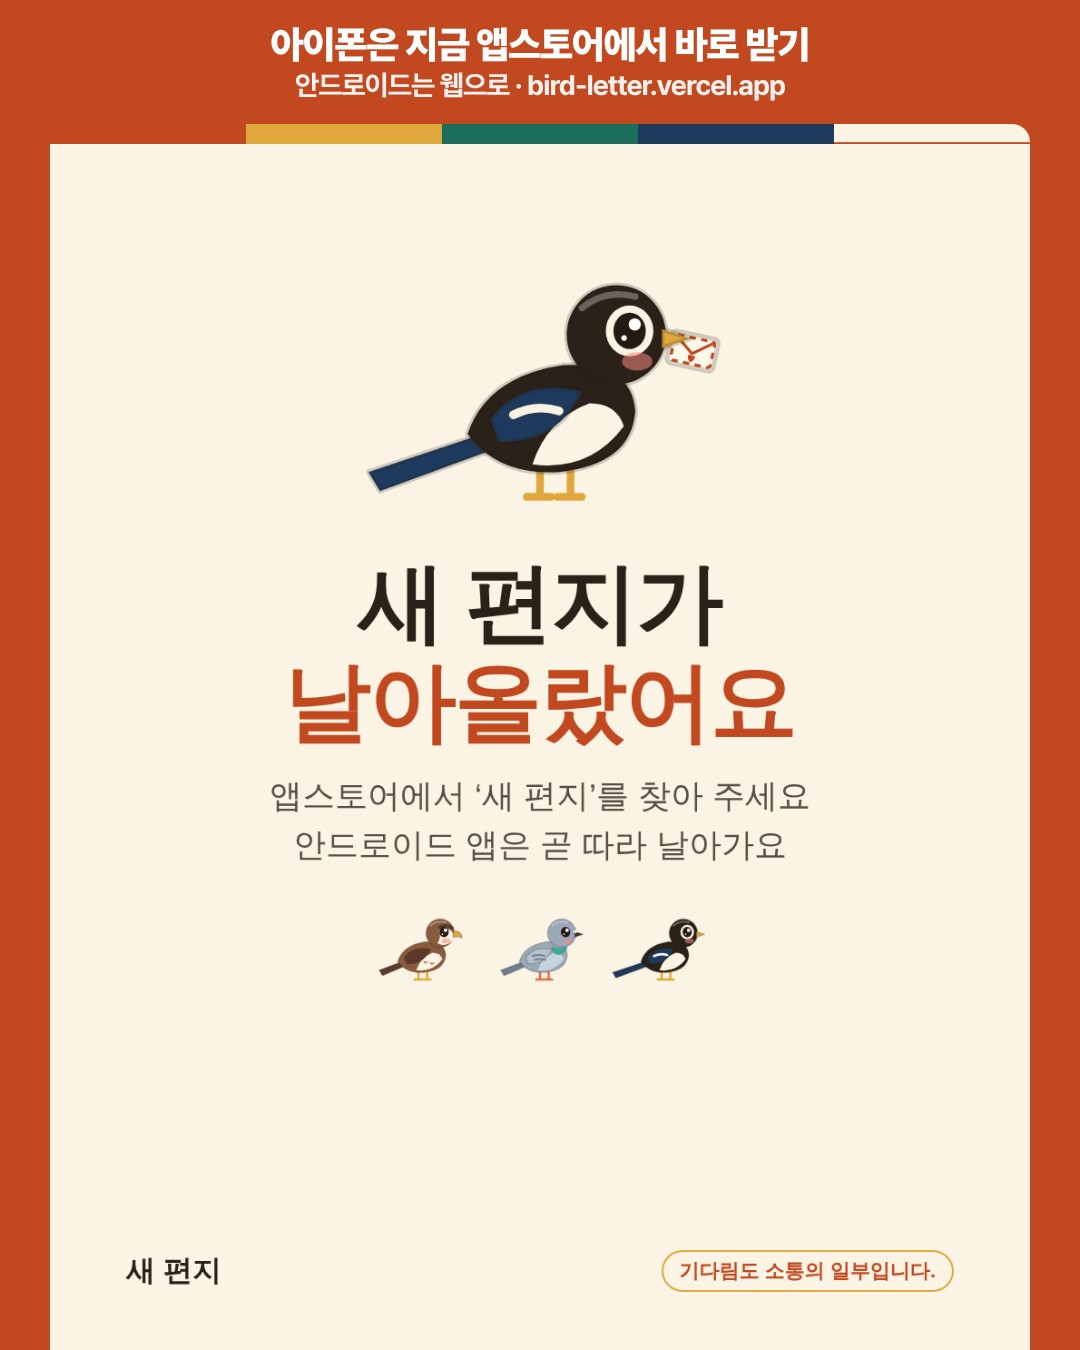 아이폰은 지금 앱스토어에서 바로 받기
안드로이드는 웹으로 · bird-letter.vercel.app
새 편지가
날아올랐어요
앱스토어에서 ‘새 편지’를 찾아 주세요
안드로이드 앱은 곧 따라 날아가요
새 편지
기다림도 소통의 일부입니다.